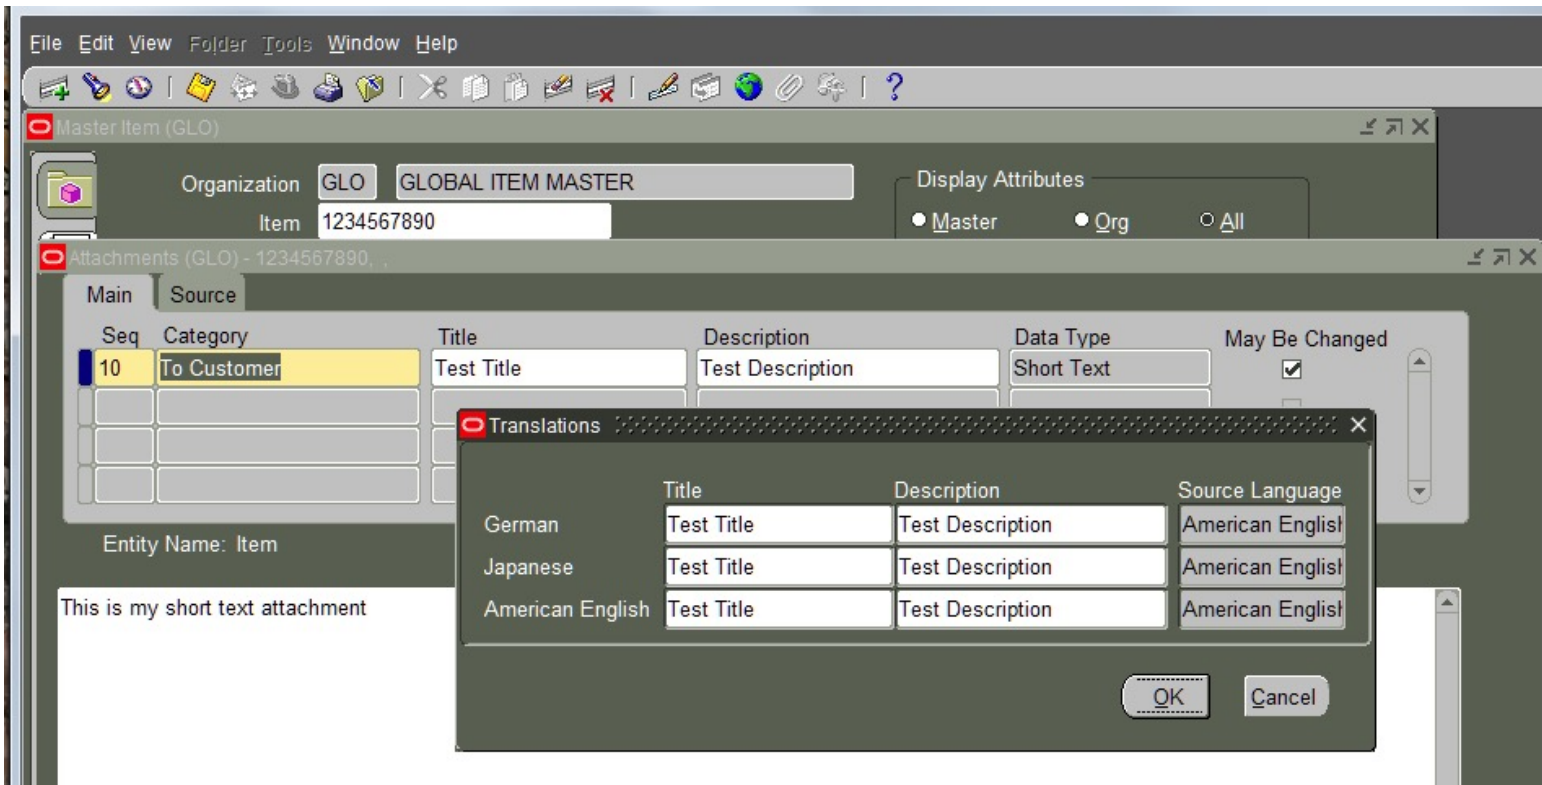 File Edit View Folder Tools Window Help
Master Item (GLO)
Organization GLO GLOBAL ITEM MASTER
Display Attributes
Item 1234567890
Master Org All
Attachments (GLO) - 1234567890, ,
Main Source
Seq Category Title Description Data Type May Be Changed
10 To Customer Test Title Test Description Short Text
Translations
Title Description Source Language
German Test Title Test Description American English
Japanese Test Title Test Description American English
American English Test Title Test Description American English
Entity Name: Item
This is my short text attachment
OK Cancel